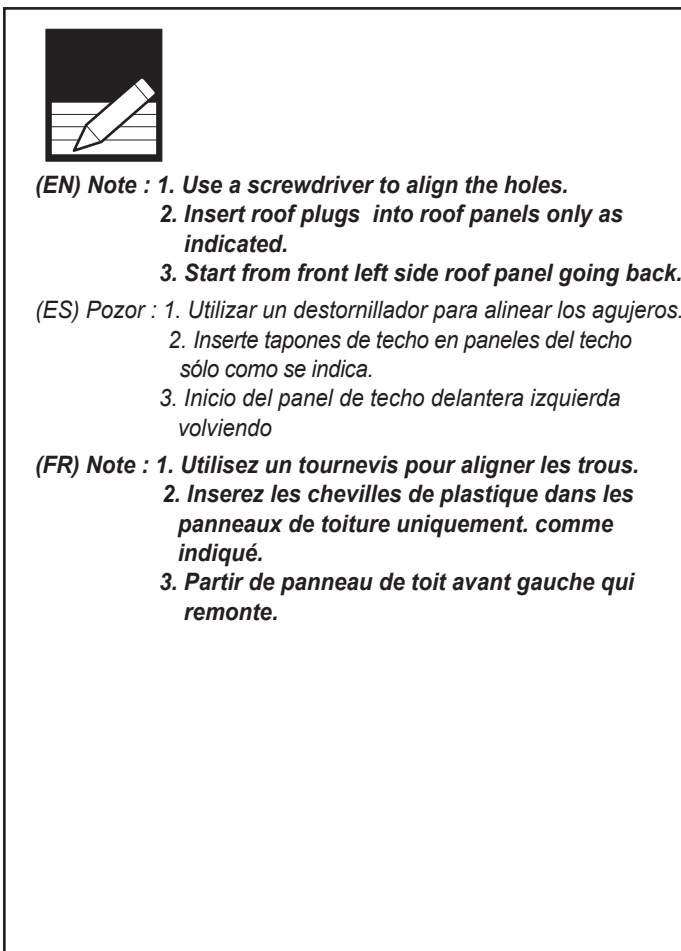 (EN) Note : 1. Use a screwdriver to align the holes.
2. Insert roof plugs into roof panels only as
indicated.
3. Start from front left side roof panel going back.
(ES) Pozor : 1. Utilizar un destornillador para alinear los agujeros.
2. Inserte tapones de techo en paneles del techo
sólo como se indica.
3. Inicio del panel de techo delantera izquierda
volviendo
(FR) Note : 1. Utilisez un tournevis pour aligner les trous.
2. Inserez les chevilles de plastique dans les
panneaux de toiture uniquement. comme
indiqué.
3. Partir de panneau de toit avant gauche qui
remonte.